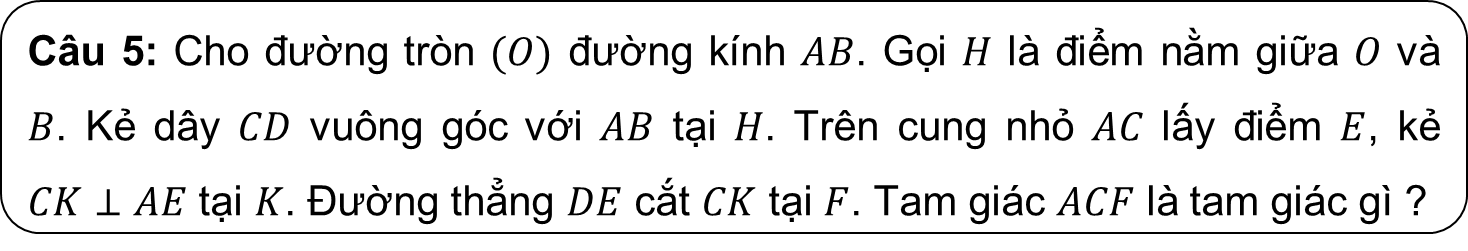 Câu 5: Cho đường tròn (O) đường kính AB. Gọi H là điểm nằm giữa O và
B. Kẻ dây CD vuông góc với AB tại H. Trên cung nhỏ AC lấy điểm E, kẻ
CK ⊥ AE tại K. Đường thẳng DE cắt CK tại F. Tam giác ACF là tam giác gì ?